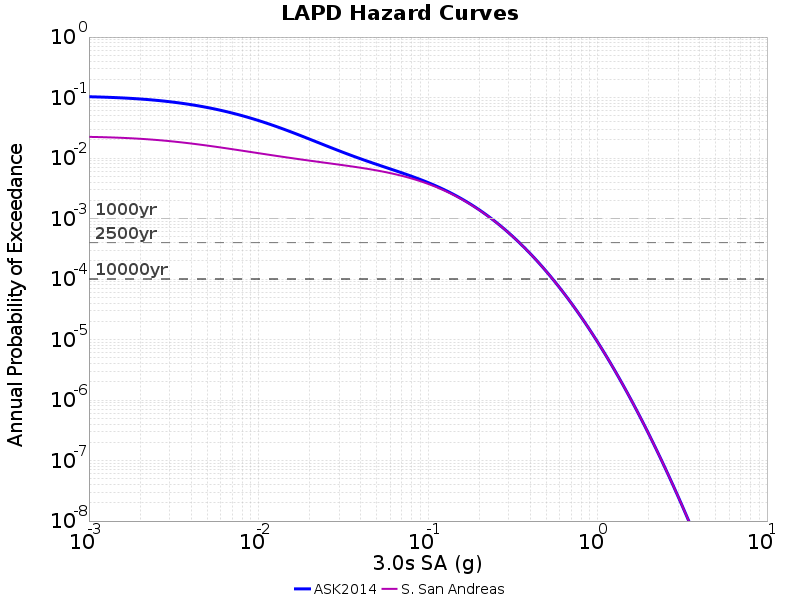 LAPD Hazard Curves
Annual Probability of Exceedance
10^0
10^-1
10^-2
10^-3
10^-4
10^-5
10^-6
10^-7
10^-8
1000yr
2500yr
10000yr
10^-3 10^-2 10^-1 10^0 10^1
3.0s SA (g)
ASK2014 S. San Andreas